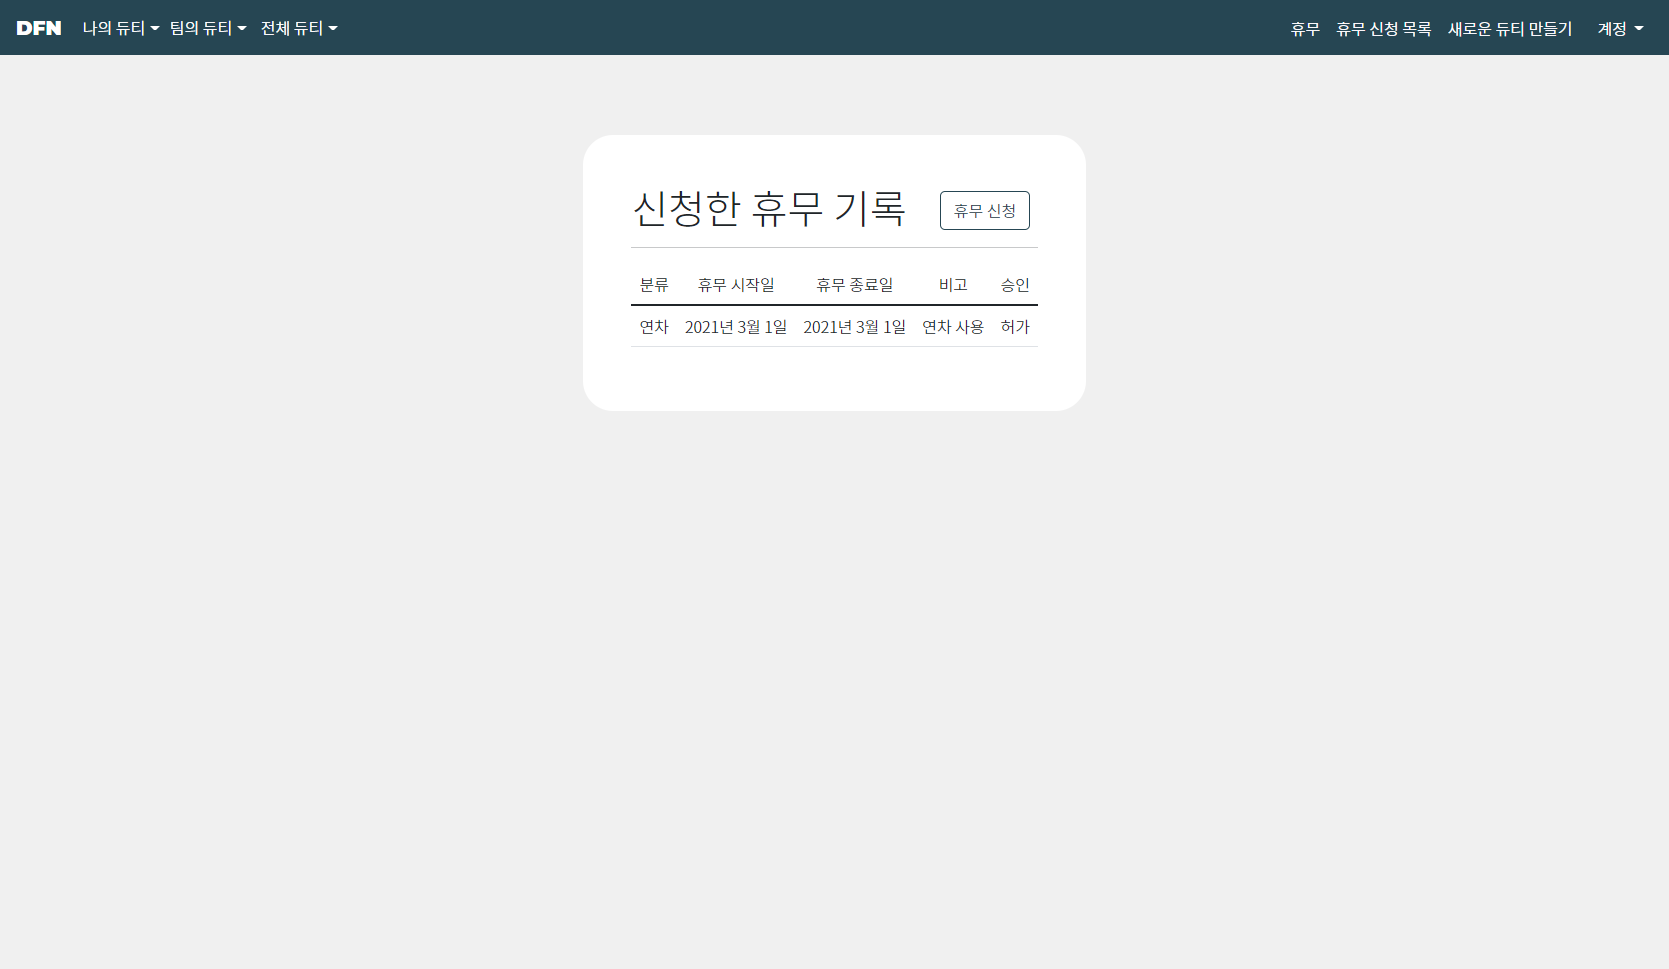 DFN 나의 듀티 팀의 듀티 전체 듀티 휴무 휴무 신청 목록 새로운 듀티 만들기 계정
신청한 휴무 기록 휴무 신청
분류 휴무 시작일 휴무 종료일 비고 승인
연차 2021년 3월 1일 2021년 3월 1일 연차 사용 허가